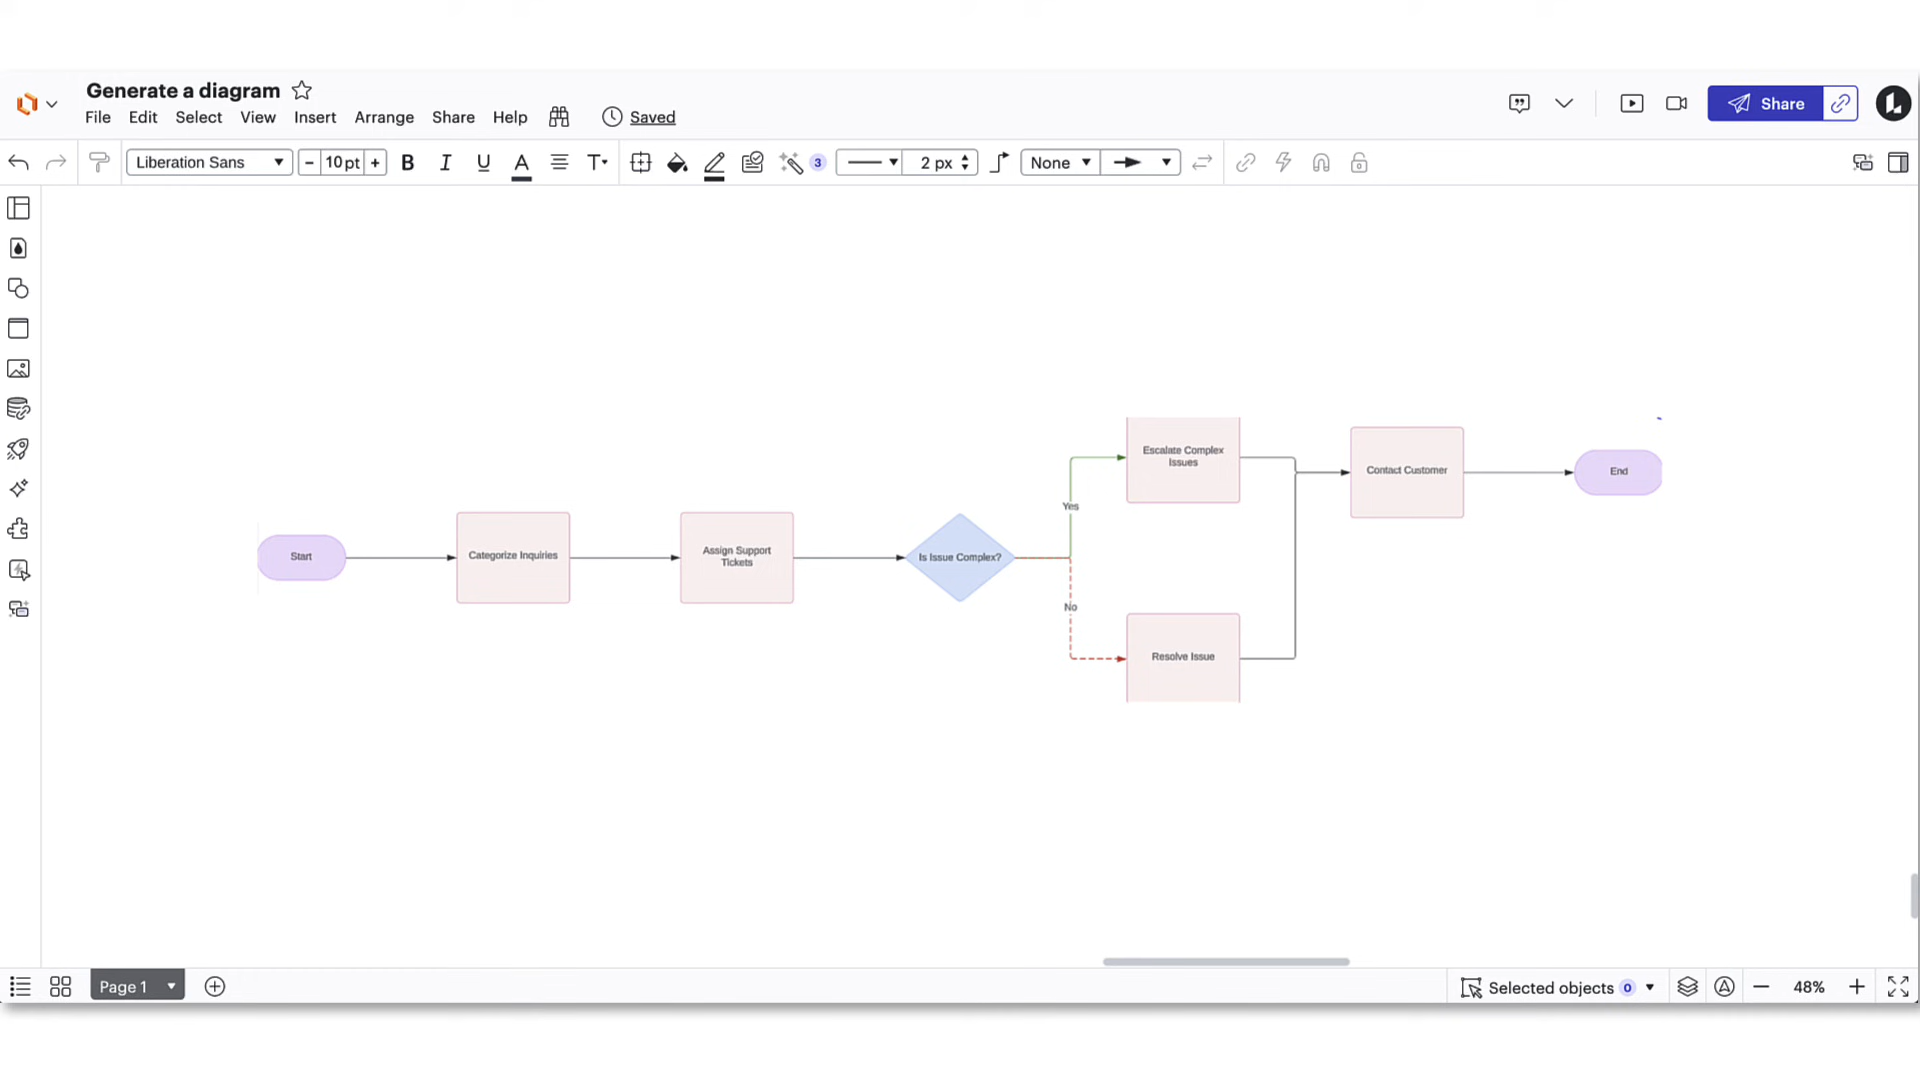 Generate a diagram
File Edit Select View Insert Arrange Share Help Saved
Share
Liberation Sans
10 pt
B I U A T
3
2 px
None
Escalate Complex
Issues
Contact Customer
End
Yes
Start
Categorize Inquiries
Assign Support
Tickets
Is Issue Complex?
No
Resolve Issue
Page 1
Selected objects 0
48%